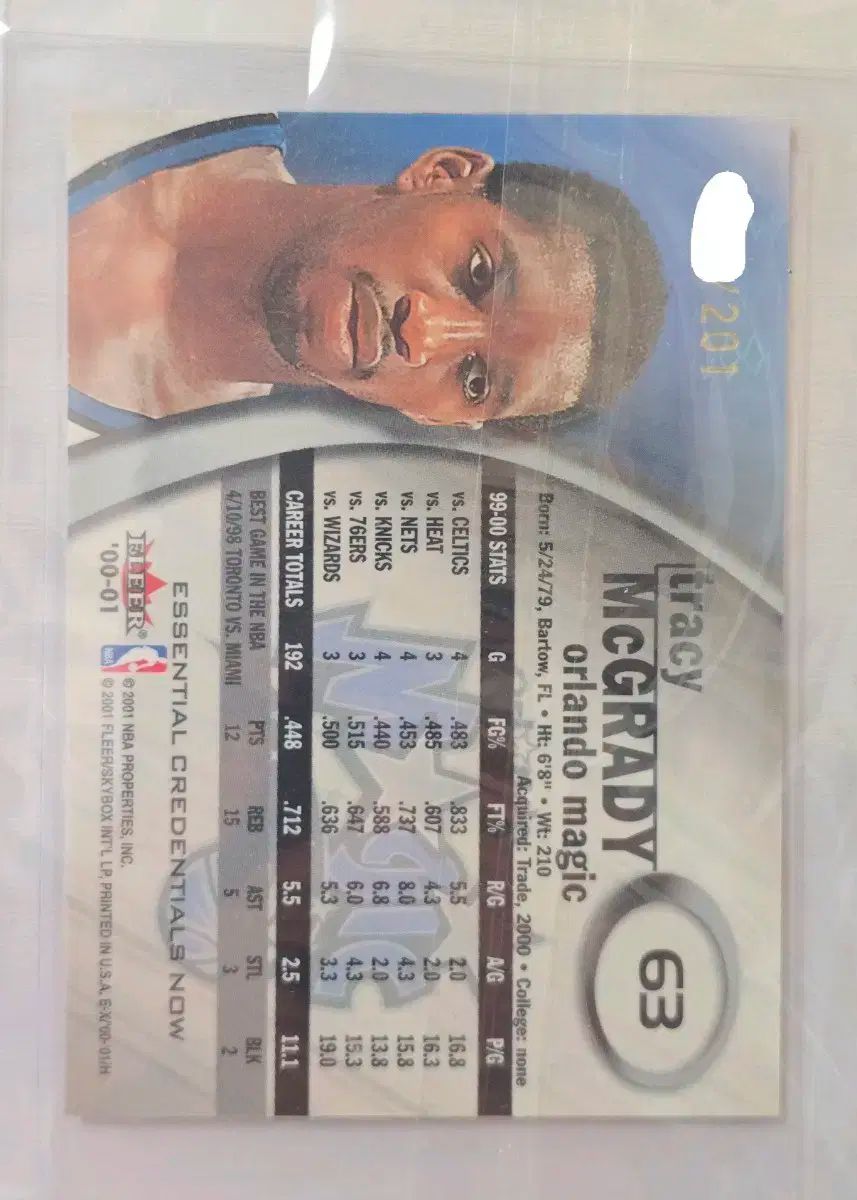 /201
63
tracy
McGRADY
orlando magic
Acquired: Trade, 2000 • College: none
Born: 5/24/79, Bartow, FL • Ht: 6'8" • Wt: 210
99-00 STATS G FG% FT% R/G A/G P/G
vs. CELTICS 4 .483 .833 5.5 2.0 16.8
vs. HEAT 3 .485 .607 4.3 2.0 16.3
vs. NETS 4 .453 .737 8.0 4.3 15.8
vs. KNICKS 4 .440 .588 6.8 2.0 13.8
vs. 76ERS 3 .515 .647 6.0 4.3 15.3
vs. WIZARDS 3 .500 .636 5.3 3.3 19.0
CAREER TOTALS 192 .448 .712 5.5 2.5 11.1
BEST GAME IN THE NBA PTS REB AST STL BLK
4/10/98 TORONTO VS. MIAMI 12 15 5 3 2
ESSENTIAL CREDENTIALS NOW
FLEER®
'00-01
NBA
© 2001 NBA PROPERTIES, INC.
© 2001 FLEER/SKYBOX INT'L LP, PRINTED IN U.S.A. E-X/'00-01/H